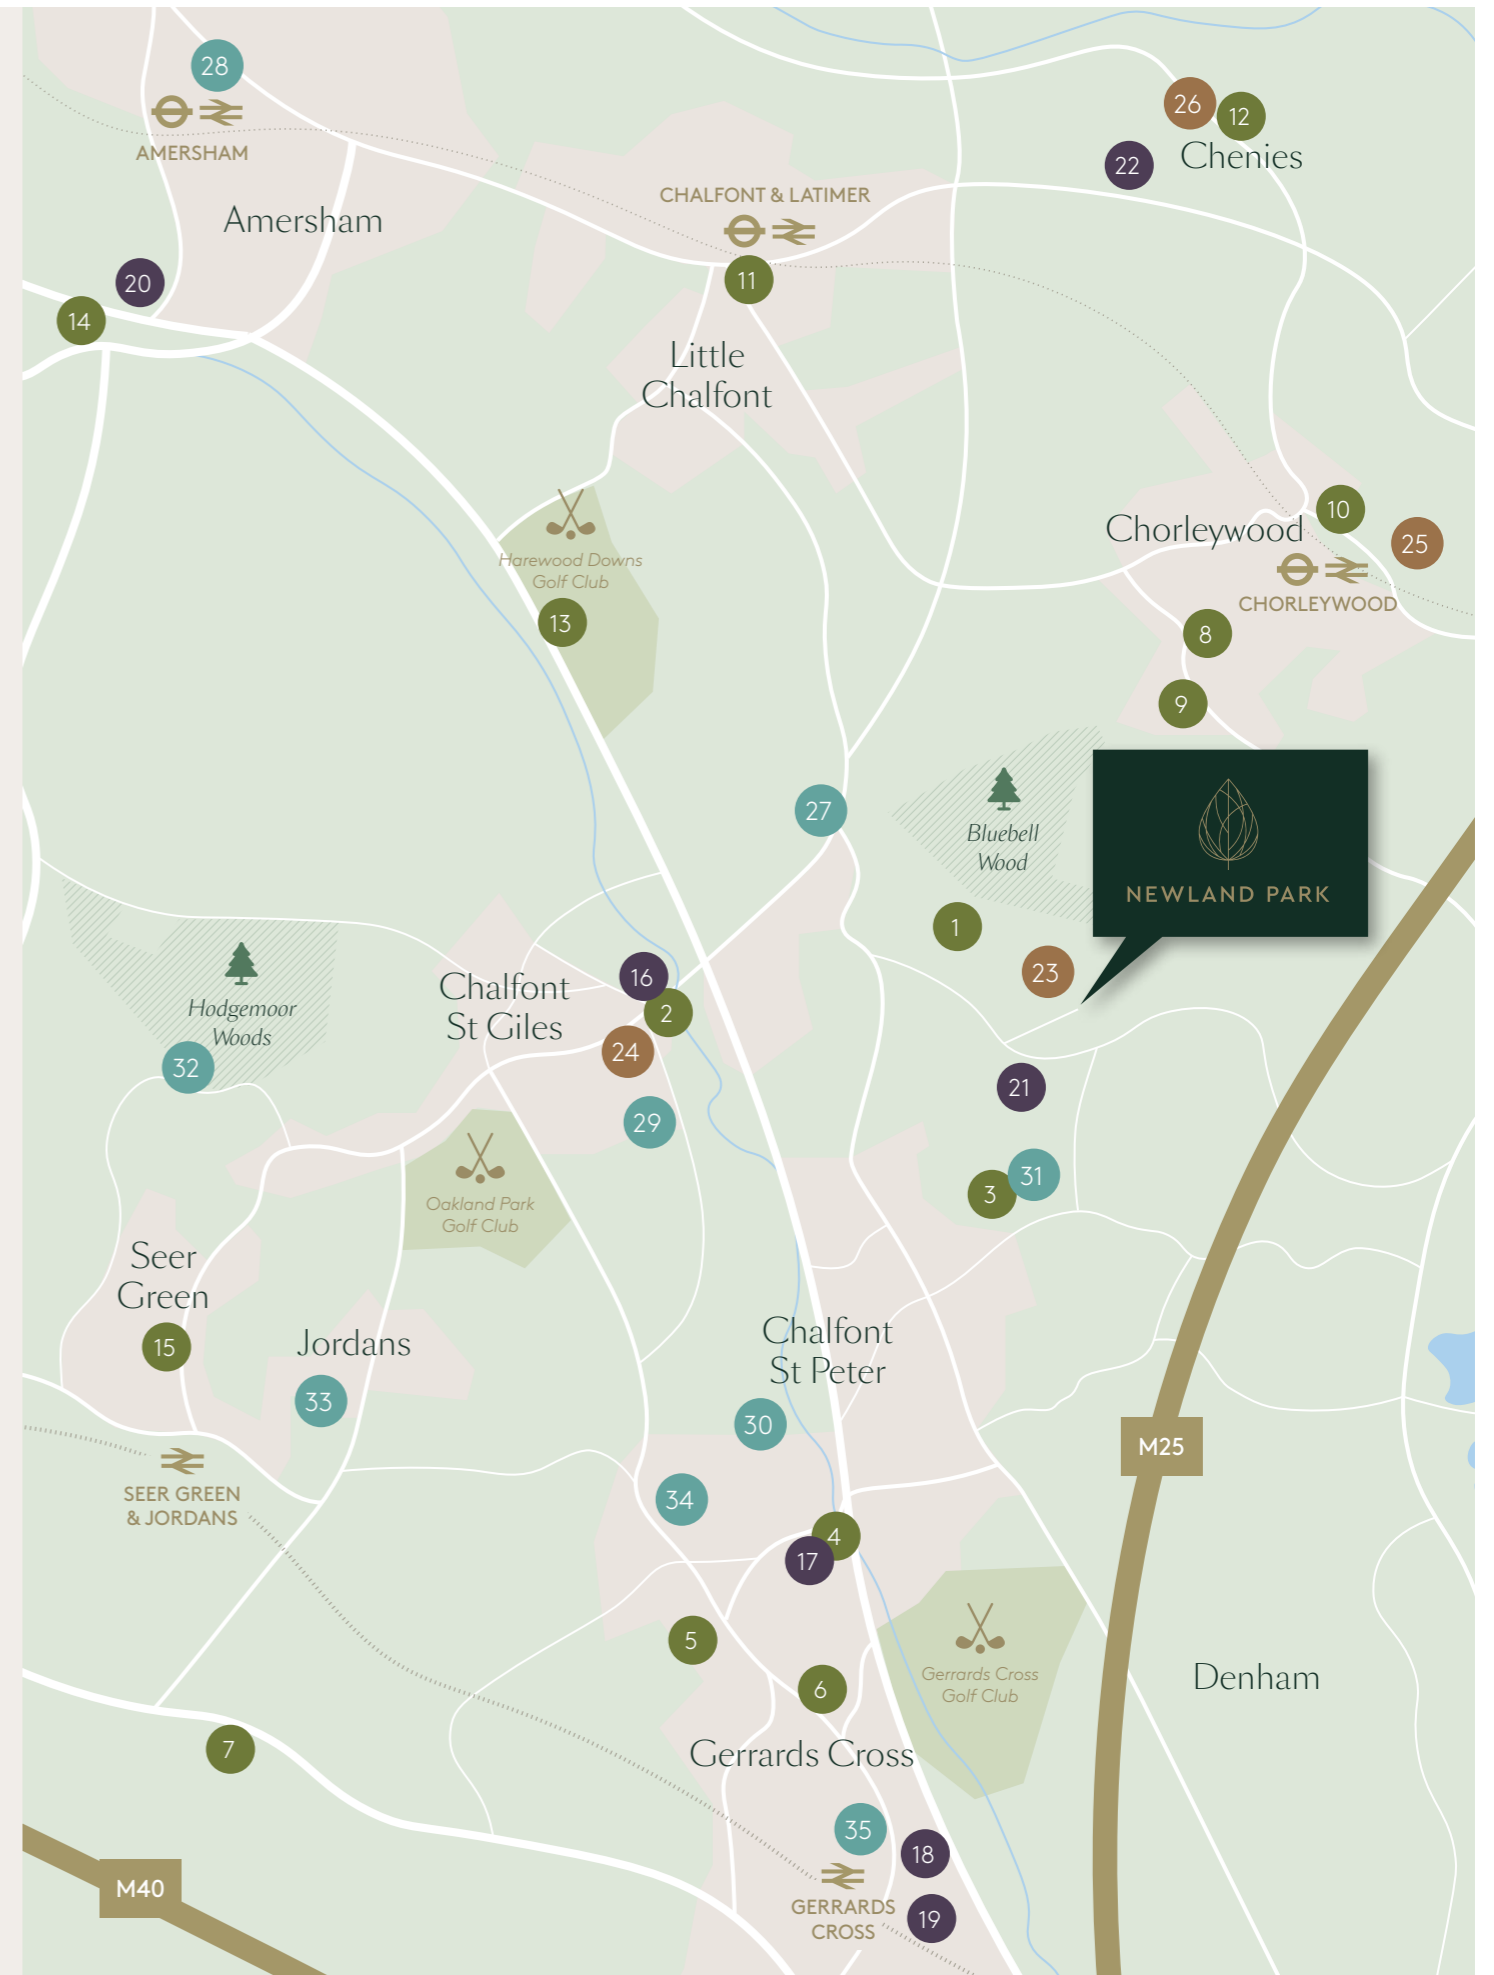 28
26
12
AMERSHAM
Chenies
22
CHALFONT & LATIMER
Amersham
20
11
14
Little
Chalfont
10
Chorleywood
25
Harewood Downs
Golf Club
CHORLEYWOOD
13
8
9
27
Bluebell
Wood
NEWLAND PARK
1
23
16
Chalfont
St Giles
2
Hodgemoor
Woods
24
32
21
29
31
3
Oakland Park
Golf Club
Seer
Green
Chalfont
St Peter
15
Jordans
33
30
M25
SEER GREEN
& JORDANS
34
4
17
5
Gerrards Cross
Golf Club
Denham
6
7
Gerrards Cross
35
18
M40
GERRARDS
CROSS
19